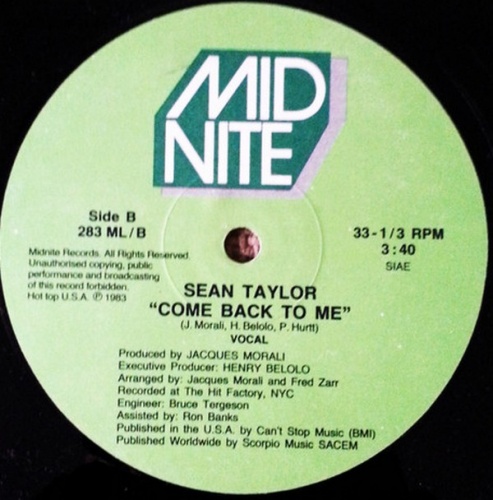 MID
NITE
Side B
283 ML/B
33-1/3 RPM
3:40
SIAE
Midnite Records. All Rights Reserved.
Unauthorised copying, public
performance and broadcasting
of this record forbidden.
Hot top U.S.A. ℗ 1983
SEAN TAYLOR
"COME BACK TO ME"
(J. Morali, H. Belolo, P. Hurtt)
VOCAL
Produced by JACQUES MORALI
Executive Producer: HENRY BELOLO
Arranged by: Jacques Morali and Fred Zarr
Recorded at The Hit Factory, NYC
Engineer: Bruce Tergeson
Assisted by: Ron Banks
Published in the U.S.A. by Can't Stop Music (BMI)
Published Worldwide by Scorpio Music SACEM